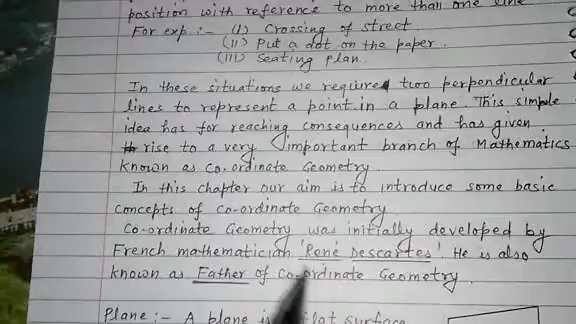 position with reference to more than one line
For exp :- (i) Crossing of street
(ii) Put a dot on the paper.
(iii) Seating plan.
In these situations we require two perpendicular
lines to represent a point in a plane. This simple
idea has far reaching consequences and has given
rise to a very important branch of Mathematics
known as Co.ordinate Geometry.
In this chapter our aim is to introduce some basic
concepts of co-ordinate Geometry.
Co-ordinate Geometry was initially developed by
French mathematician 'René Descartes'. He is also
known as Father of Co-ordinate Geometry.
Plane :- A plane is flat surface